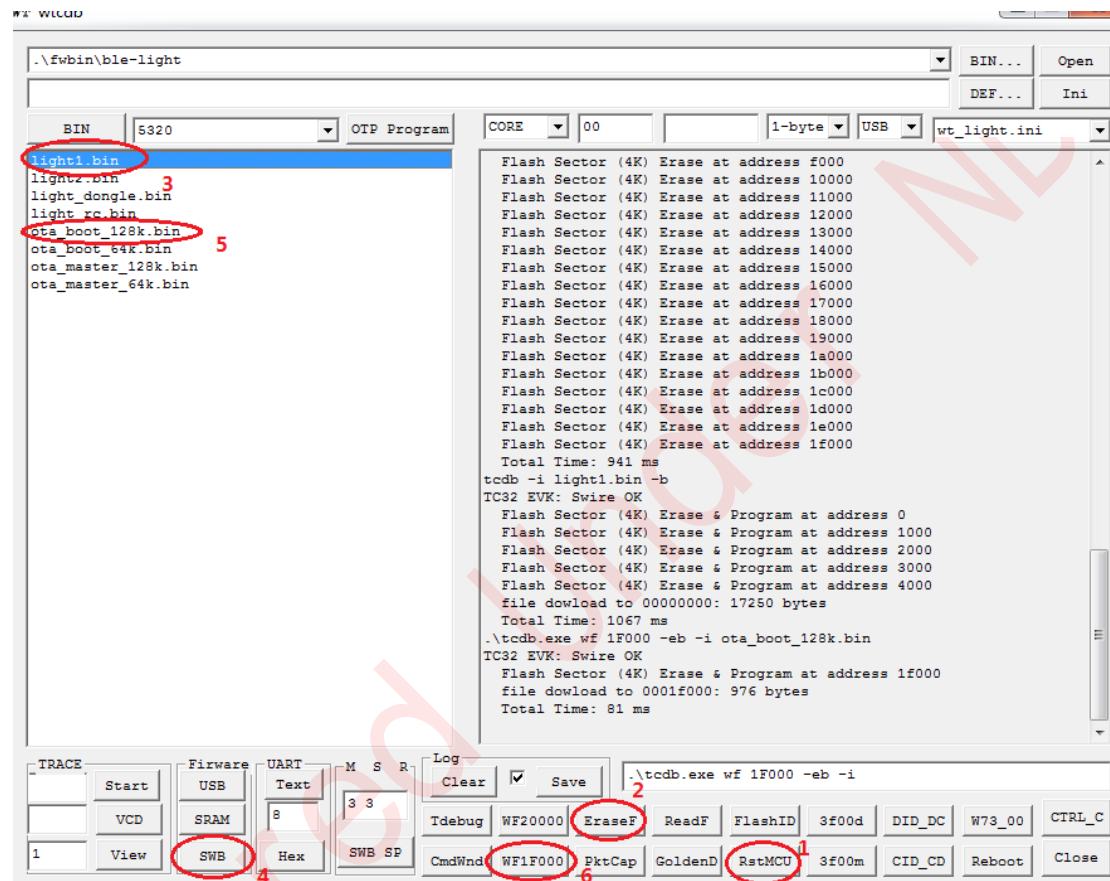 wtcdb
.\fwbin\ble-light
BIN...
Open
DEF...
Ini
BIN
5320
OTP Program
CORE
00
1-byte
USB
wt_light.ini
light1.bin
light2.bin
3
light_dongle.bin
light_rc.bin
ota_boot_128k.bin
5
ota_boot_64k.bin
ota_master_128k.bin
ota_master_64k.bin
Flash Sector (4K) Erase at address f000
Flash Sector (4K) Erase at address 10000
Flash Sector (4K) Erase at address 11000
Flash Sector (4K) Erase at address 12000
Flash Sector (4K) Erase at address 13000
Flash Sector (4K) Erase at address 14000
Flash Sector (4K) Erase at address 15000
Flash Sector (4K) Erase at address 16000
Flash Sector (4K) Erase at address 17000
Flash Sector (4K) Erase at address 18000
Flash Sector (4K) Erase at address 19000
Flash Sector (4K) Erase at address 1a000
Flash Sector (4K) Erase at address 1b000
Flash Sector (4K) Erase at address 1c000
Flash Sector (4K) Erase at address 1d000
Flash Sector (4K) Erase at address 1e000
Flash Sector (4K) Erase at address 1f000
Total Time: 941 ms
tcdb -i light1.bin -b
TC32 EVK: Swire OK
Flash Sector (4K) Erase & Program at address 0
Flash Sector (4K) Erase & Program at address 1000
Flash Sector (4K) Erase & Program at address 2000
Flash Sector (4K) Erase & Program at address 3000
Flash Sector (4K) Erase & Program at address 4000
file dowload to 00000000: 17250 bytes
Total Time: 1067 ms
.\tcdb.exe wf 1F000 -eb -i ota_boot_128k.bin
TC32 EVK: Swire OK
Flash Sector (4K) Erase & Program at address 1f000
file dowload to 0001f000: 976 bytes
Total Time: 81 ms
TRACE
Start
VCD
1
View
Firware
USB
SRAM
SWB
4
UART
Text
8
Hex
M S R
3 3
SWB SP
Log
Clear
Save
.\tcdb.exe wf 1F000 -eb -i
2
Tdebug
WF20000
EraseF
ReadF
FlashID
3f00d
DID_DC
W73_00
CTRL_C
CmdWnd
WF1F000
6
PktCap
GoldenD
RstMCU
1
3f00m
CID_CD
Reboot
Close
red Under ND